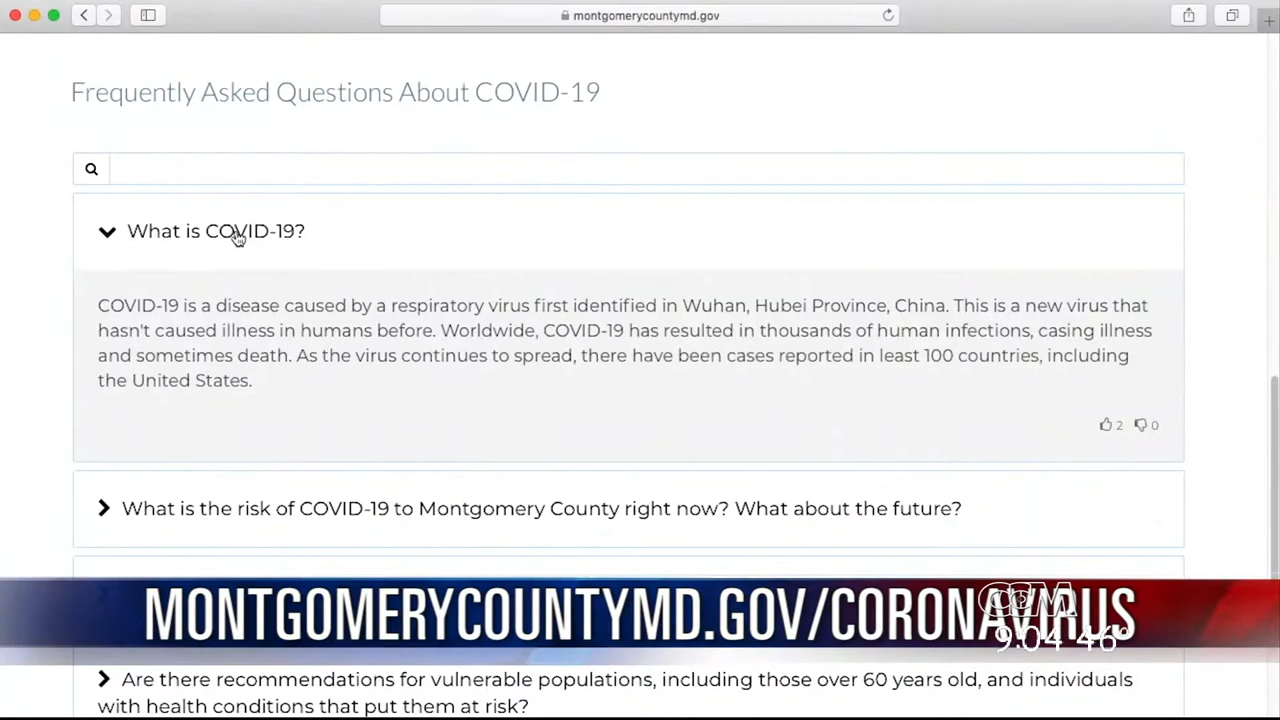 montgomerycountymd.gov
Frequently Asked Questions About COVID-19
What is COVID-19?
COVID-19 is a disease caused by a respiratory virus first identified in Wuhan, Hubei Province, China. This is a new virus that
hasn't caused illness in humans before. Worldwide, COVID-19 has resulted in thousands of human infections, casing illness
and sometimes death. As the virus continues to spread, there have been cases reported in least 100 countries, including
the United States.
2 0
What is the risk of COVID-19 to Montgomery County right now? What about the future?
MONTGOMERYCOUNTYMD.GOV/CORONAVIRUS
CCM
9:04 46°
Are there recommendations for vulnerable populations, including those over 60 years old, and individuals
with health conditions that put them at risk?